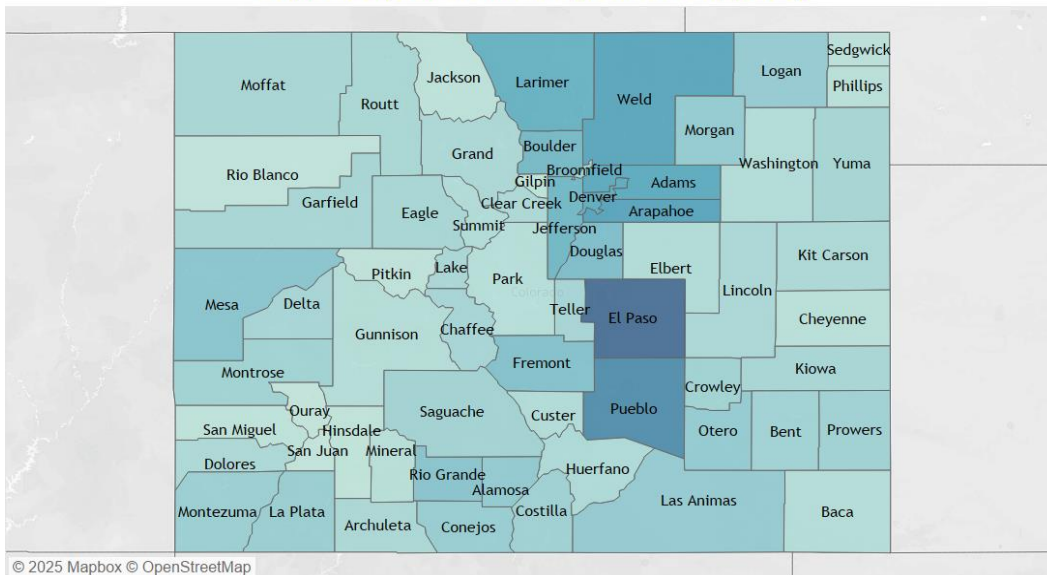 Sedgwick
Jackson
Larimer
Logan
Moffat
Phillips
Weld
Routt
Morgan
Boulder
Grand
Washington
Yuma
Broomfield
Rio Blanco
Gilpin
Adams
Denver
Garfield
Clear Creek
Eagle
Arapahoe
Summit
Jefferson
Douglas
Kit Carson
Elbert
Lake
Pitkin
Park
Lincoln
Colorado
Mesa
Delta
Teller
El Paso
Cheyenne
Chaffee
Gunnison
Fremont
Kiowa
Montrose
Crowley
Pueblo
Ouray
Saguache
Custer
San Miguel
Hinsdale
Otero
Bent
Prowers
San Juan
Mineral
Dolores
Huerfano
Rio Grande
Alamosa
Las Animas
Montezuma
La Plata
Costilla
Baca
Archuleta
Conejos
© 2025 Mapbox © OpenStreetMap